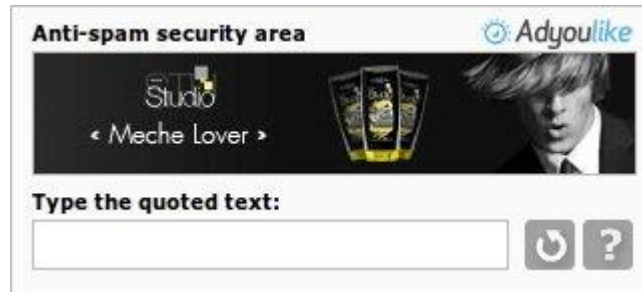 Anti-spam security area
Adyoulike
Studio
‹ Meche Lover ›
Type the quoted text:
?